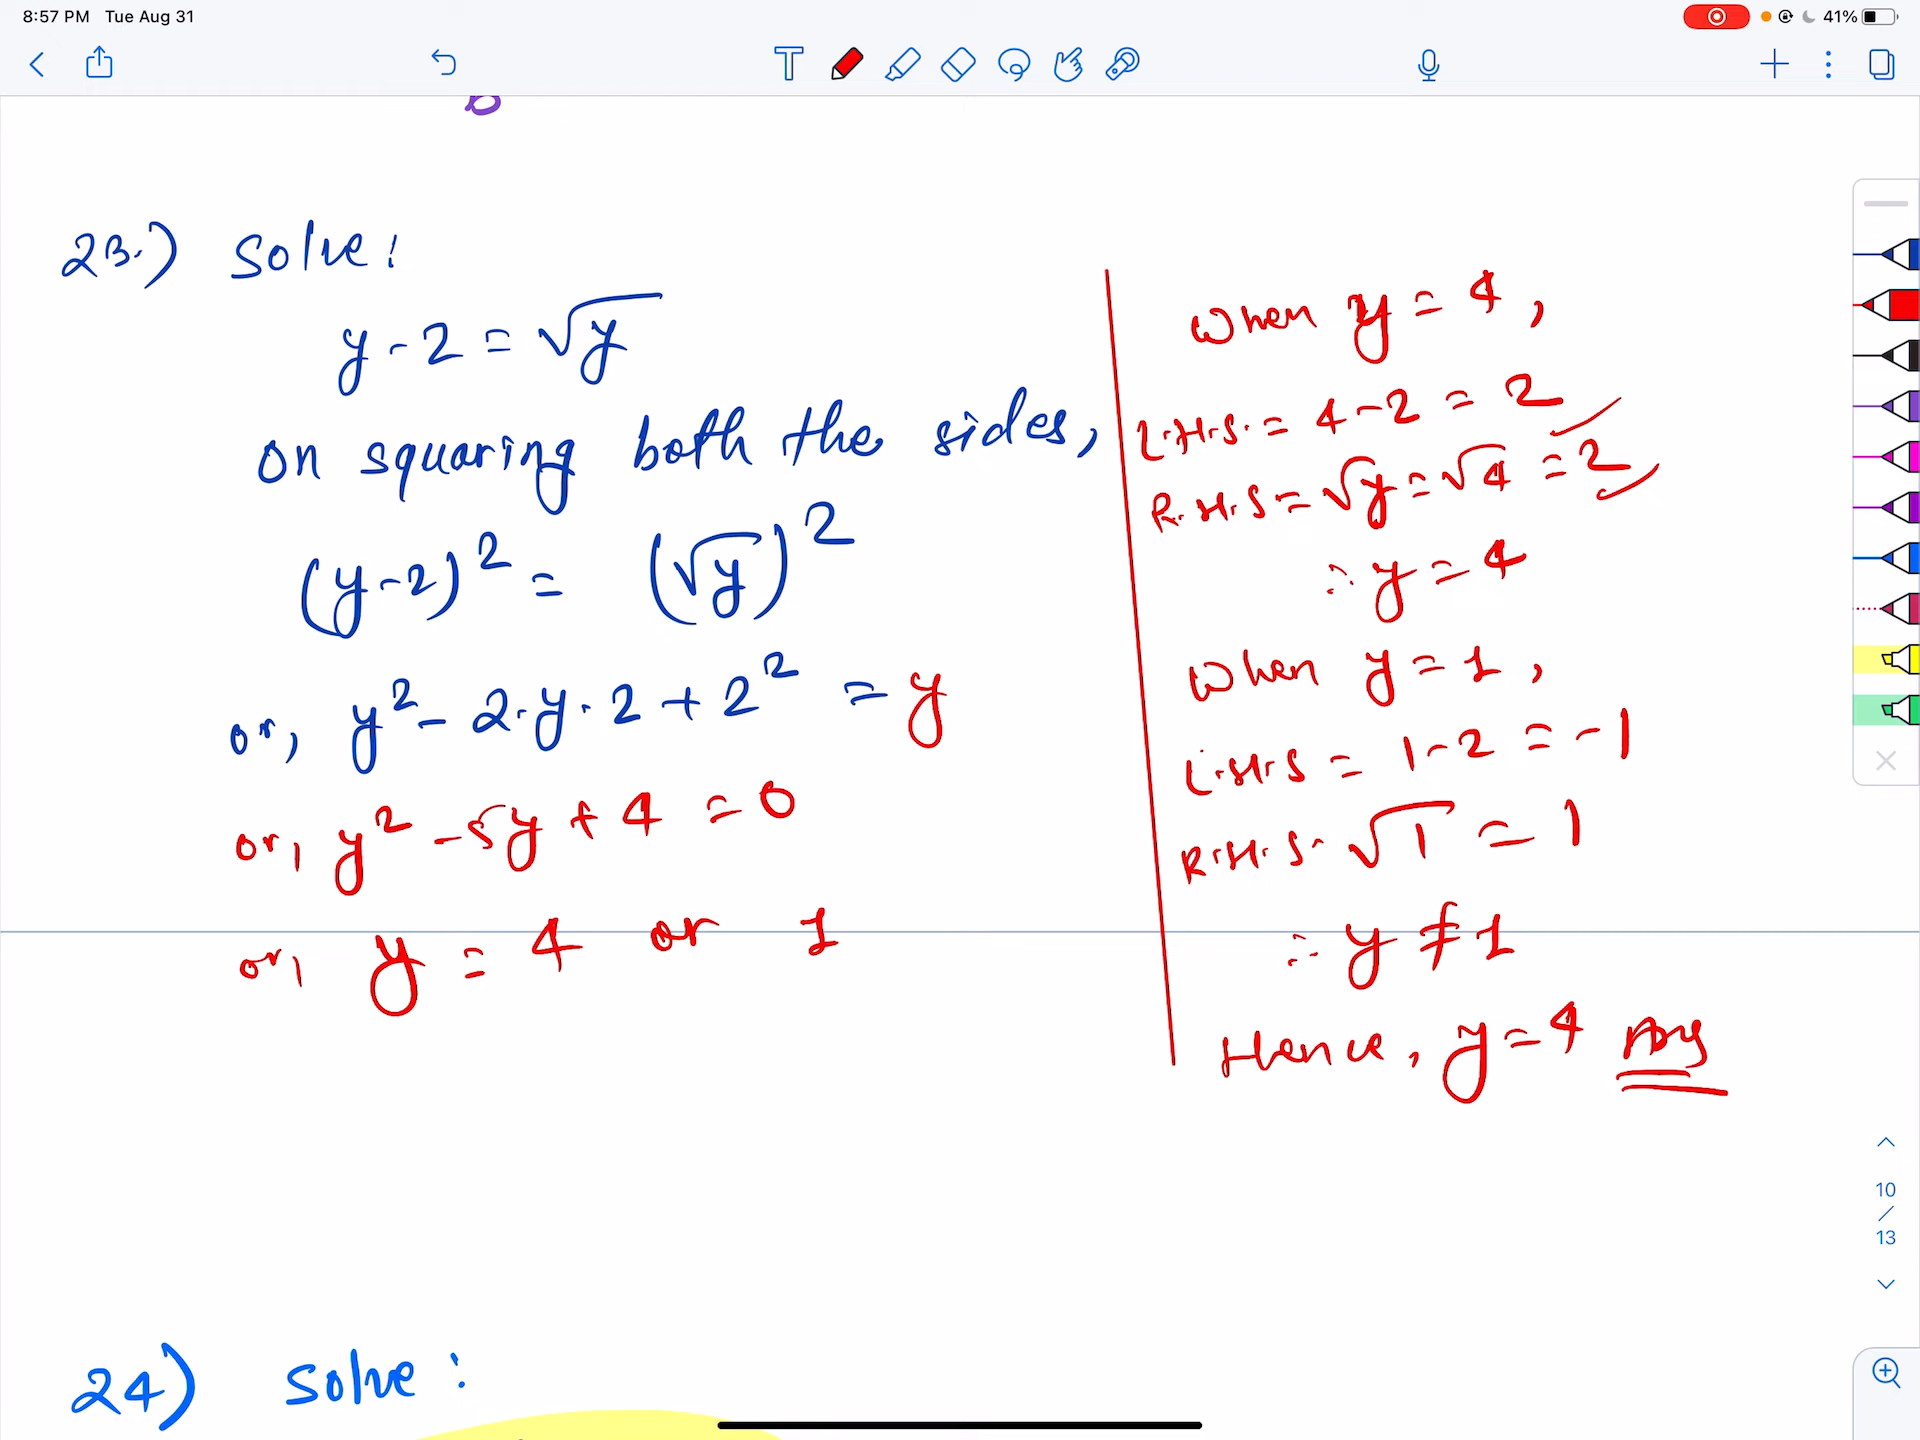 8:57 PM Tue Aug 31
41%
T
23.) Solve:
y - 2 = √y
on squaring both the sides,
(y-2)² = (√y)²
or, y² - 2·y·2 + 2² = y
or, y² - 5y + 4 = 0
or, y = 4 or 1
When y = 4,
L.H.S. = 4-2 = 2
R.H.S = √y = √4 = 2
∴ y = 4
When y = 1,
L.H.S = 1-2 = -1
R.H.S. √1 = 1
∴ y ≠ 1
Hence, y = 4 Ans
10
/
13
24) Solve: